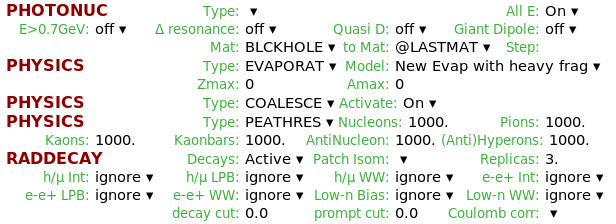 PHOTONUC Type: ▼ All E: On ▼
E>0.7GeV: off ▼ Δ resonance: off ▼ Quasi D: off ▼ Giant Dipole: off ▼
Mat: BLCKHOLE ▼ to Mat: @LASTMAT ▼ Step:
PHYSICS Type: EVAPORAT ▼ Model: New Evap with heavy frag ▼
Zmax: 0 Amax: 0
PHYSICS Type: COALESCE ▼ Activate: On ▼
PHYSICS Type: PEATHRES ▼ Nucleons: 1000. Pions: 1000.
Kaons: 1000. Kaonbars: 1000. AntiNucleon: 1000. (Anti)Hyperons: 1000.
RADDECAY Decays: Active ▼ Patch Isom: ▼ Replicas: 3.
h/μ Int: ignore ▼ h/μ LPB: ignore ▼ h/μ WW: ignore ▼ e-e+ Int: ignore ▼
e-e+ LPB: ignore ▼ e-e+ WW: ignore ▼ Low-n Bias: ignore ▼ Low-n WW: ignore ▼
decay cut: 0.0 prompt cut: 0.0 Coulomb corr: ▼